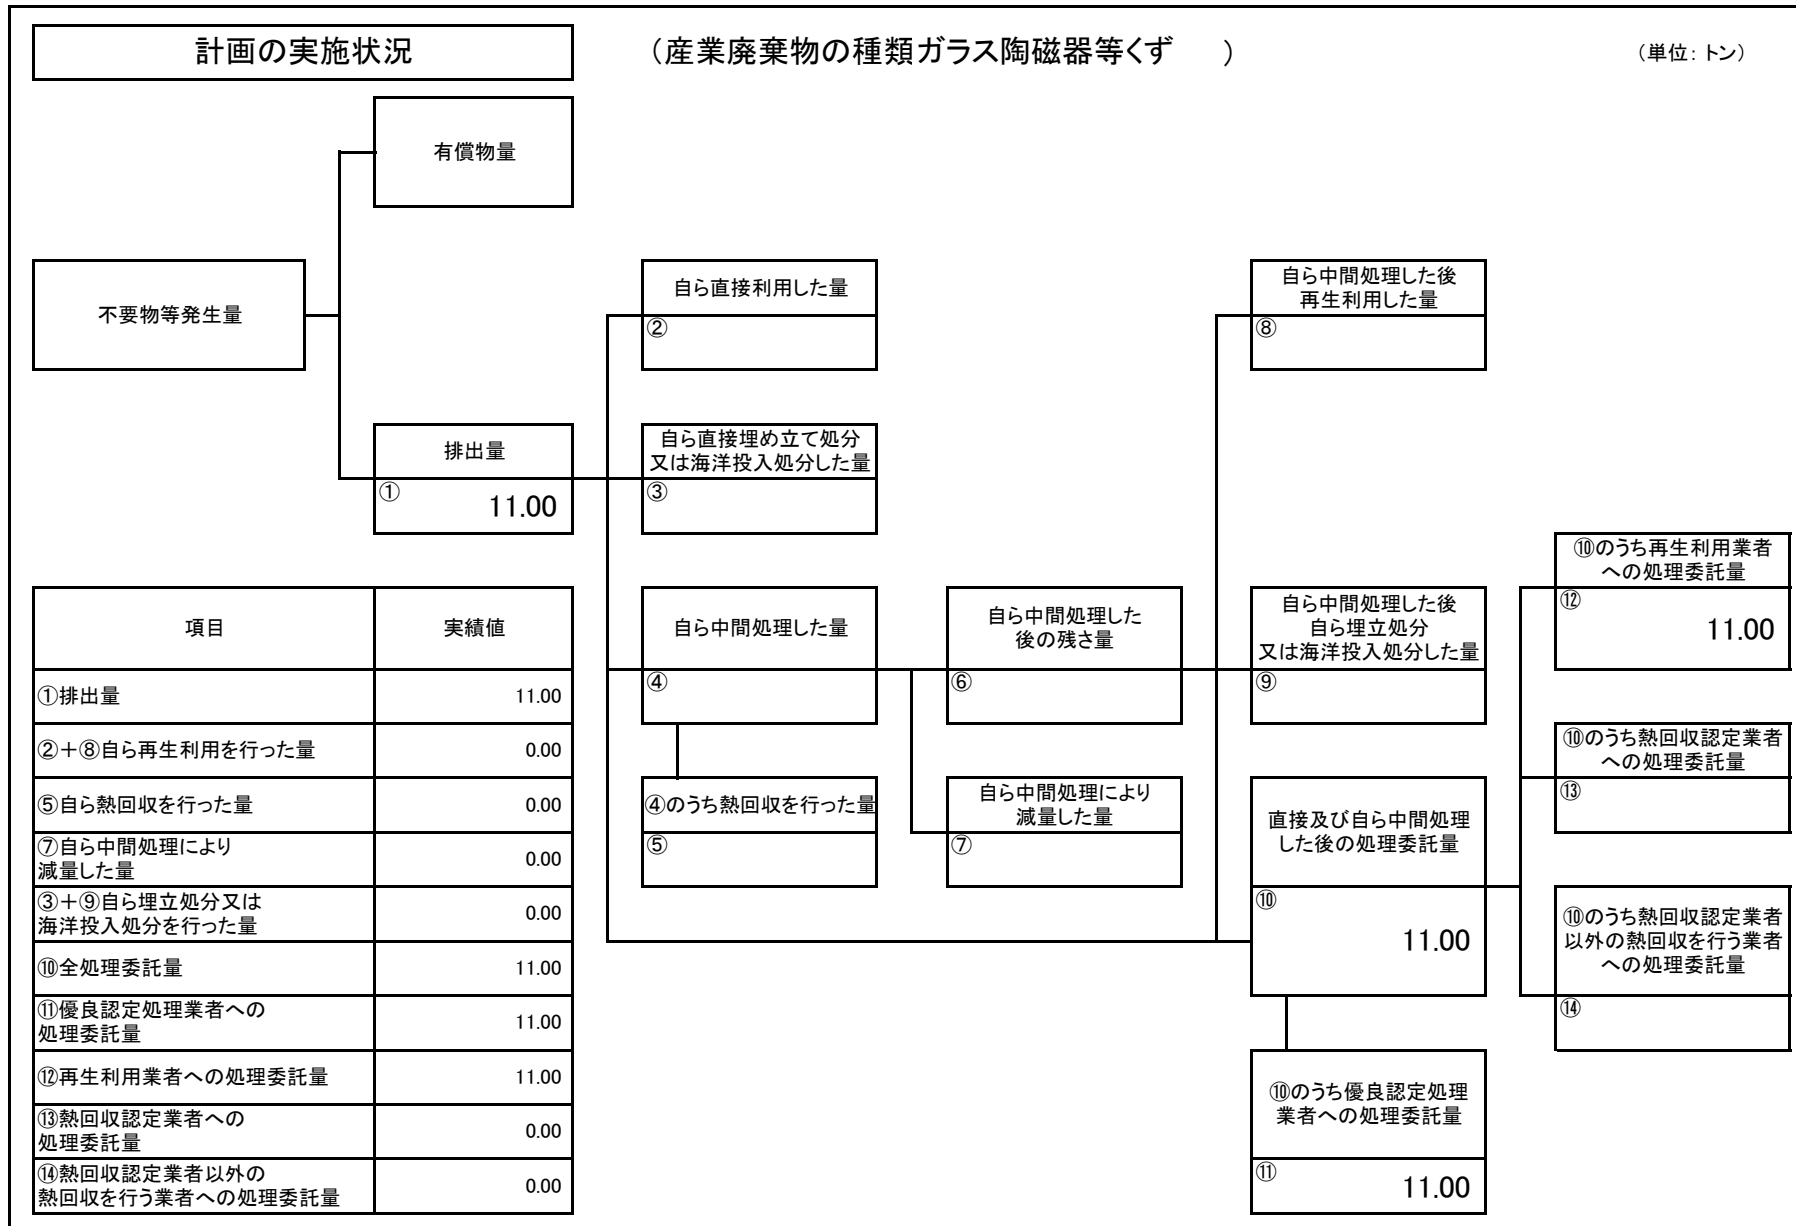 計画の実施状況
（産業廃棄物の種類ガラス陶磁器等くず　　）
（単位：トン）
有償物量
不要物等発生量
自ら直接利用した量
②
自ら中間処理した後
再生利用した量
⑧
排出量
① 11.00
自ら直接埋め立て処分
又は海洋投入処分した量
③
⑩のうち再生利用業者
への処理委託量
⑫
11.00
自ら中間処理した量
④
自ら中間処理した
後の残さ量
⑥
自ら中間処理した後
自ら埋立処分
又は海洋投入処分した量
⑨
⑩のうち熱回収認定業者
への処理委託量
⑬
④のうち熱回収を行った量
⑤
自ら中間処理により
減量した量
⑦
直接及び自ら中間処理
した後の処理委託量
⑩
11.00
⑩のうち熱回収認定業者
以外の熱回収を行う業者
への処理委託量
⑭
⑩のうち優良認定処理
業者への処理委託量
⑪
11.00
項目 実績値
①排出量 11.00
②＋⑧自ら再生利用を行った量 0.00
⑤自ら熱回収を行った量 0.00
⑦自ら中間処理により
減量した量 0.00
③＋⑨自ら埋立処分又は
海洋投入処分を行った量 0.00
⑩全処理委託量 11.00
⑪優良認定処理業者への
処理委託量 11.00
⑫再生利用業者への処理委託量 11.00
⑬熱回収認定業者への
処理委託量 0.00
⑭熱回収認定業者以外の
熱回収を行う業者への処理委託量 0.00